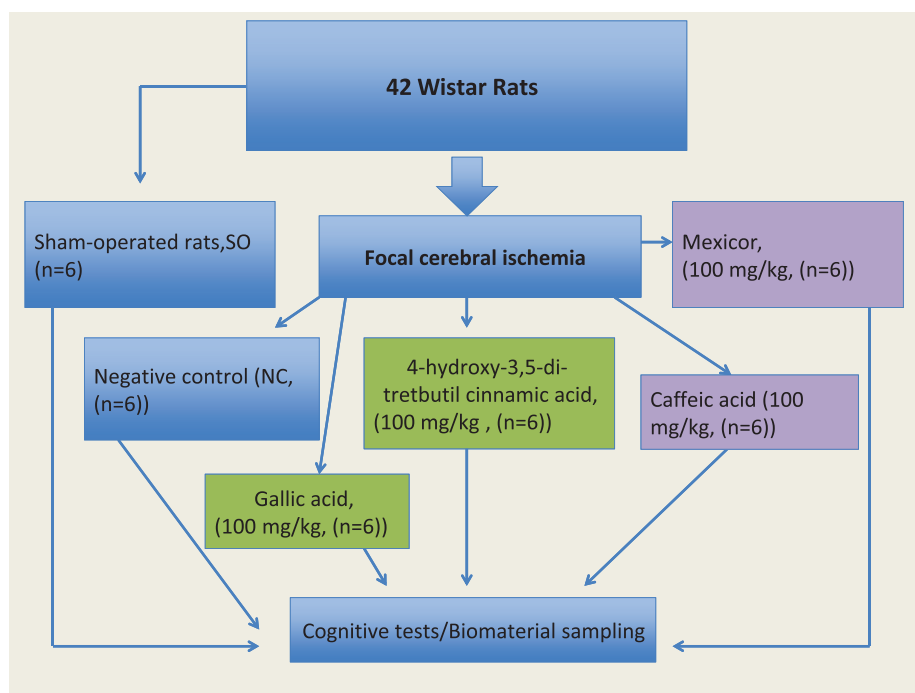 42 Wistar Rats
Sham-operated rats,SO
(n=6)
Focal cerebral ischemia
Mexicor,
(100 mg/kg, (n=6))
Negative control (NC,
(n=6))
4-hydroxy-3,5-di-
tretbutil cinnamic acid,
(100 mg/kg , (n=6))
Caffeic acid (100
mg/kg, (n=6))
Gallic acid,
(100 mg/kg, (n=6))
Cognitive tests/Biomaterial sampling